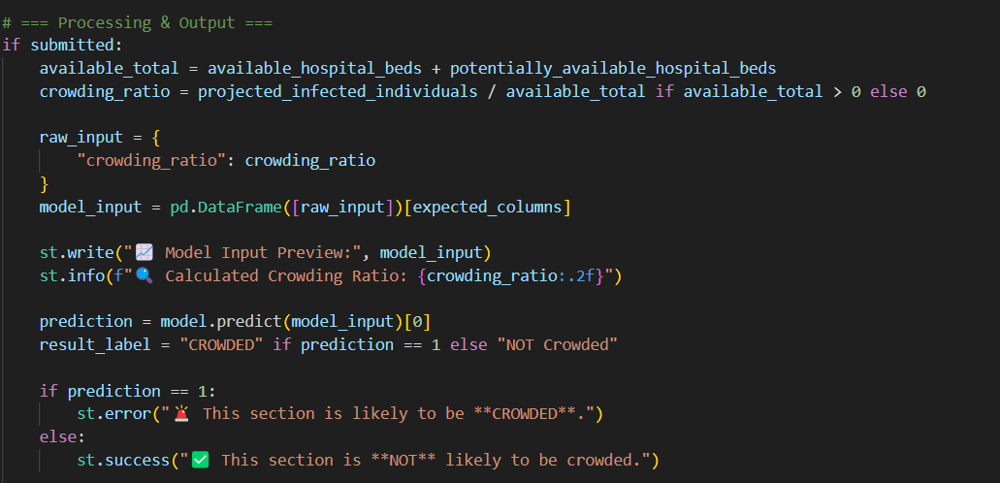 # === Processing & Output ===
if submitted:
    available_total = available_hospital_beds + potentially_available_hospital_beds
    crowding_ratio = projected_infected_individuals / available_total if available_total > 0 else 0
    raw_input = {
        "crowding_ratio": crowding_ratio
    }
    model_input = pd.DataFrame([raw_input])[expected_columns]
    st.write("📈 Model Input Preview:", model_input)
    st.info(f"🔍 Calculated Crowding Ratio: {crowding_ratio:.2f}")
    prediction = model.predict(model_input)[0]
    result_label = "CROWDED" if prediction == 1 else "NOT Crowded"
    if prediction == 1:
        st.error("🚨 This section is likely to be **CROWDED**.")
    else:
        st.success("✅ This section is **NOT** likely to be crowded.")